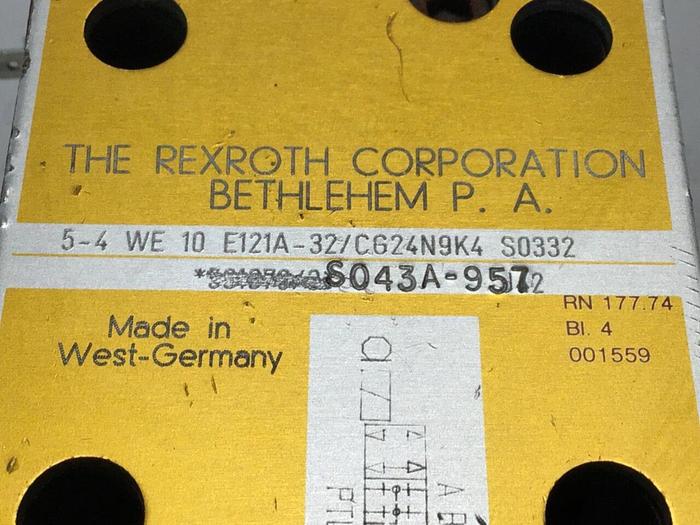 THE REXROTH CORPORATION
BETHLEHEM P. A.
5-4 WE 10 E121A-32/CG24N9K4 S0332
S043A-957
RN 177.74
Bl. 4
001559
Made in
West-Germany
A B